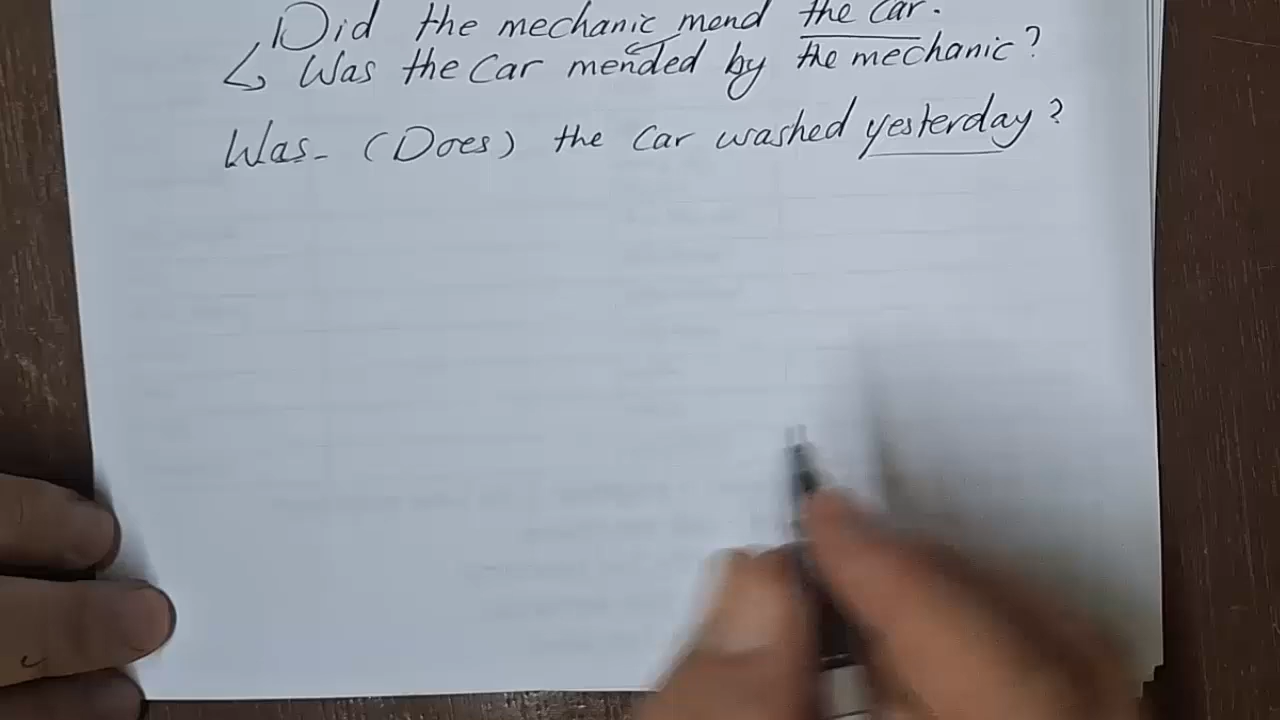 Did the mechanic mend the car.
Was the Car mended by the mechanic?
Was- (Does) the Car washed yesterday?